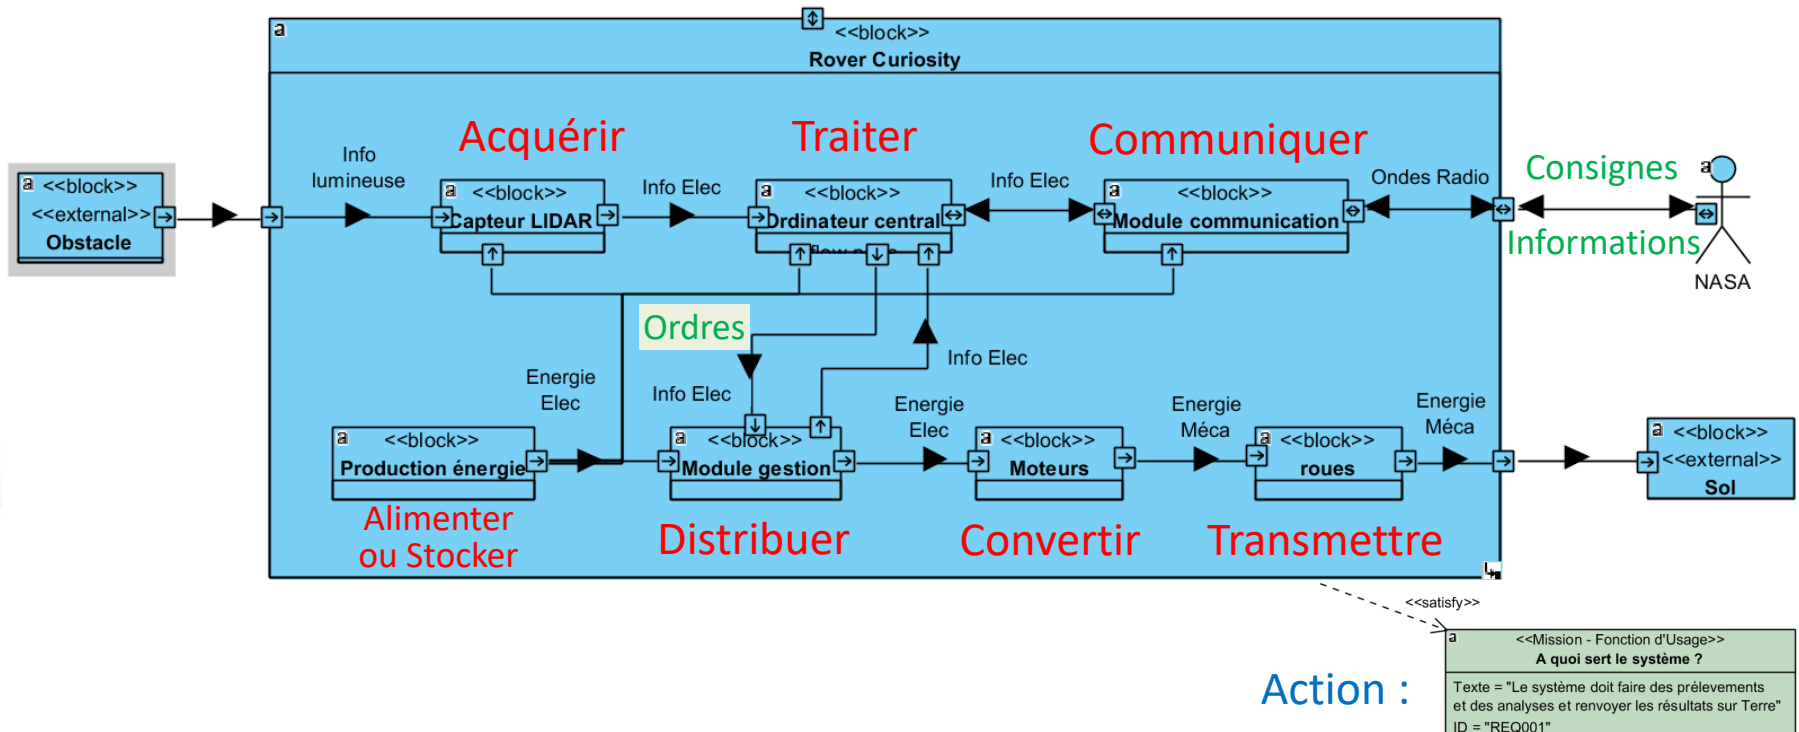 a
<<block>>
Rover Curiosity
Acquérir
Traiter
Communiquer
Info
lumineuse
a <<block>>
<<external>>
Obstacle
a <<block>>
Capteur LIDAR
Info Elec
a <<block>>
Ordinateur central
Info Elec
a <<block>>
Module communication
Ondes Radio
Consignes
Informations
a
NASA
Ordres
Info Elec
Energie
Elec
Info Elec
Energie
Elec
Energie
Méca
Energie
Méca
a <<block>>
Production énergie
a <<block>>
Module gestion
a <<block>>
Moteurs
a <<block>>
roues
a <<block>>
<<external>>
Sol
Alimenter
ou Stocker
Distribuer
Convertir
Transmettre
<<satisfy>>
Action :
a <<Mission - Fonction d'Usage>>
A quoi sert le système ?
Texte = "Le système doit faire des prélevements
et des analyses et renvoyer les résultats sur Terre"
ID = "REQ001"